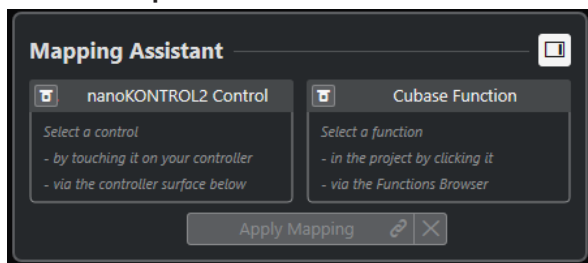 Mapping Assistant
nanoKONTROL2 Control
Cubase Function
Select a control
- by touching it on your controller
- via the controller surface below
Select a function
- in the project by clicking it
- via the Functions Browser
Apply Mapping